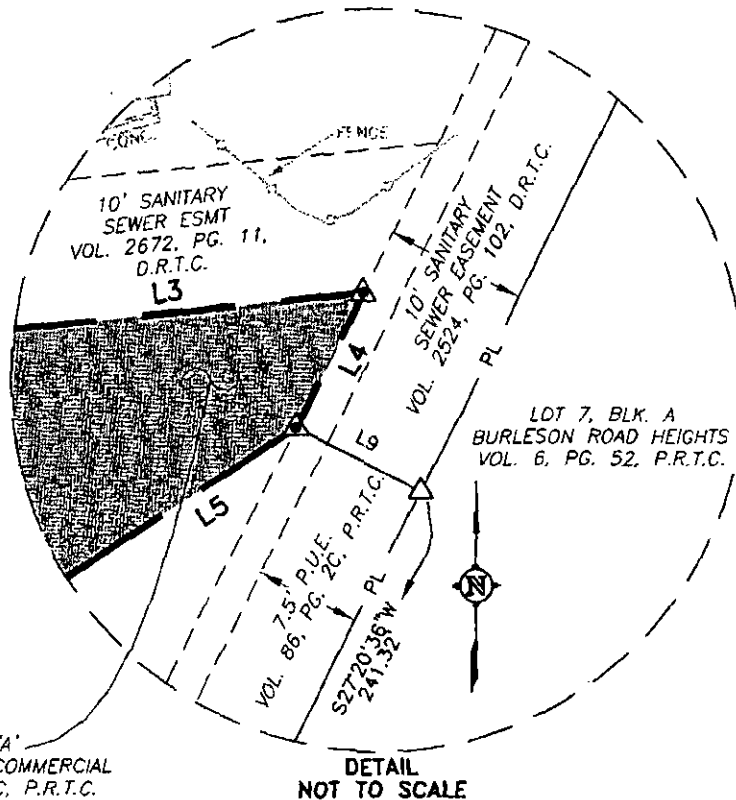 CONC.
FENCE
10' SANITARY
SEWER ESMT
VOL. 2672, PG. 11,
D.R.T.C.
L3
10' SANITARY
SEWER EASEMENT
VOL. 2524, PG. 102, D.R.T.C.
L4
PL
LOT 7, BLK. A
BURLESON ROAD HEIGHTS
VOL. 6, PG. 52, P.R.T.C.
L9
L5
7.5' P.U.E.
VOL. 86, PG. 2C, P.R.T.C.
PL
N
S27°20'36"W
241.32'
'A'
COMMERCIAL
C, P.R.T.C.
DETAIL
NOT TO SCALE